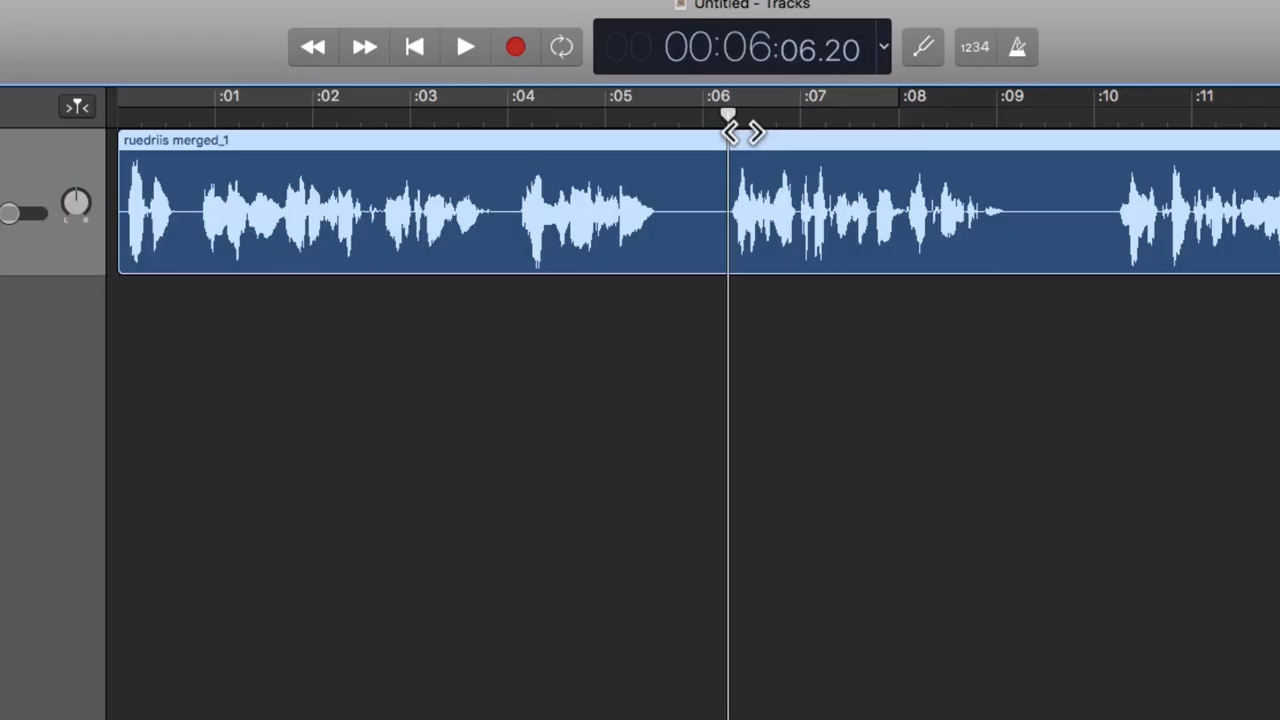 Untitled - Tracks
00 00:06:06.20
1234
:01 :02 :03 :04 :05 :06 :07 :08 :09 :10 :11
ruedriis merged_1
L R